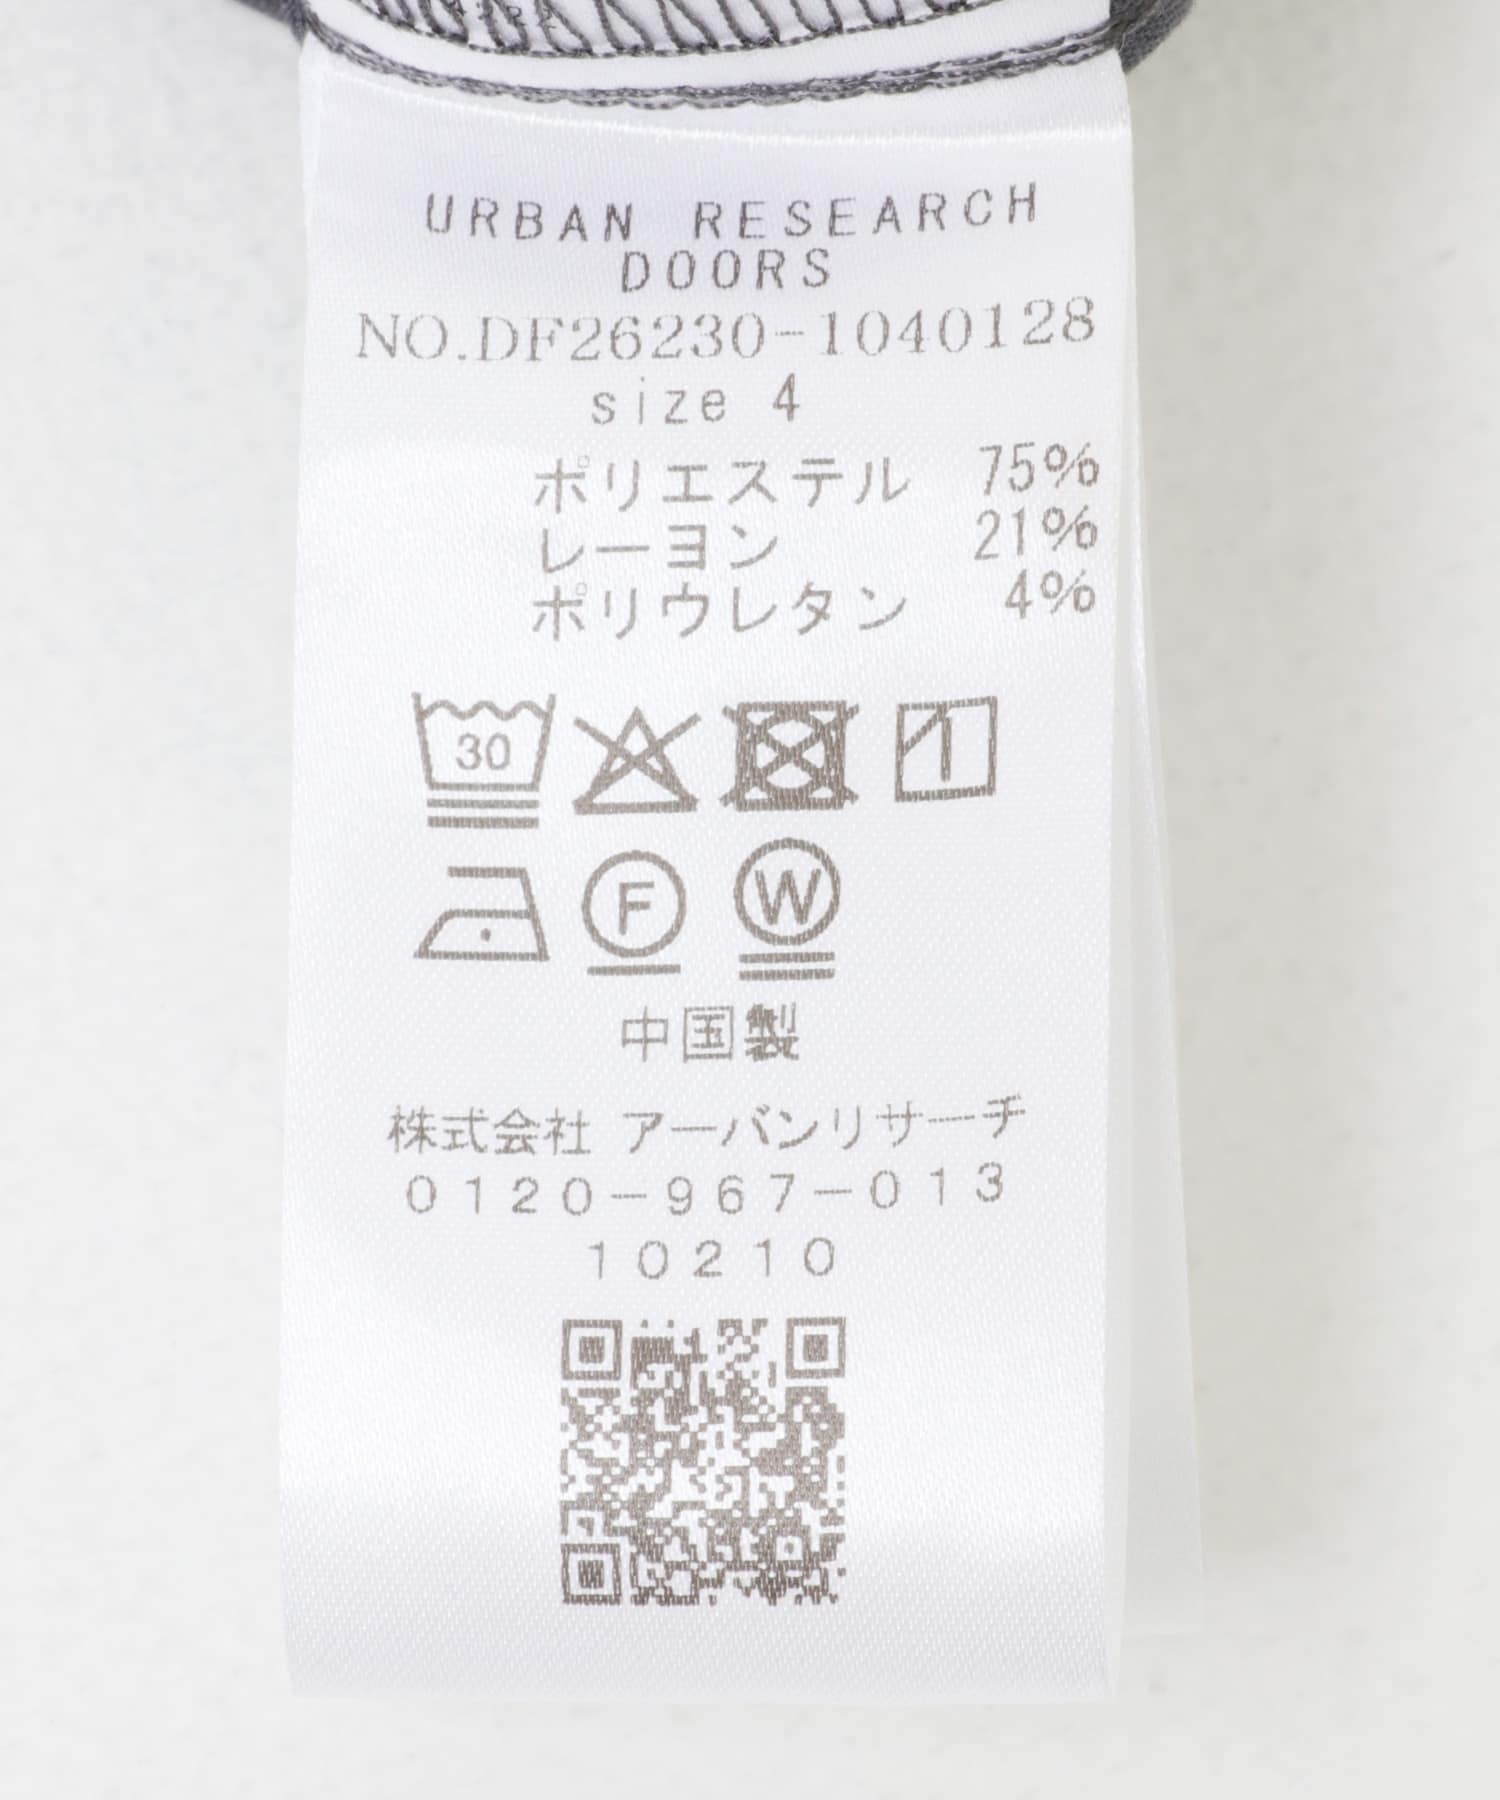 URBAN RESEARCH
DOORS
NO.DF26230-1040128
size 4
ポリエステル 75%
レーヨン 21%
ポリウレタン 4%
30
F
W
中国製
株式会社 アーバンリサーチ
0120-967-013
10210